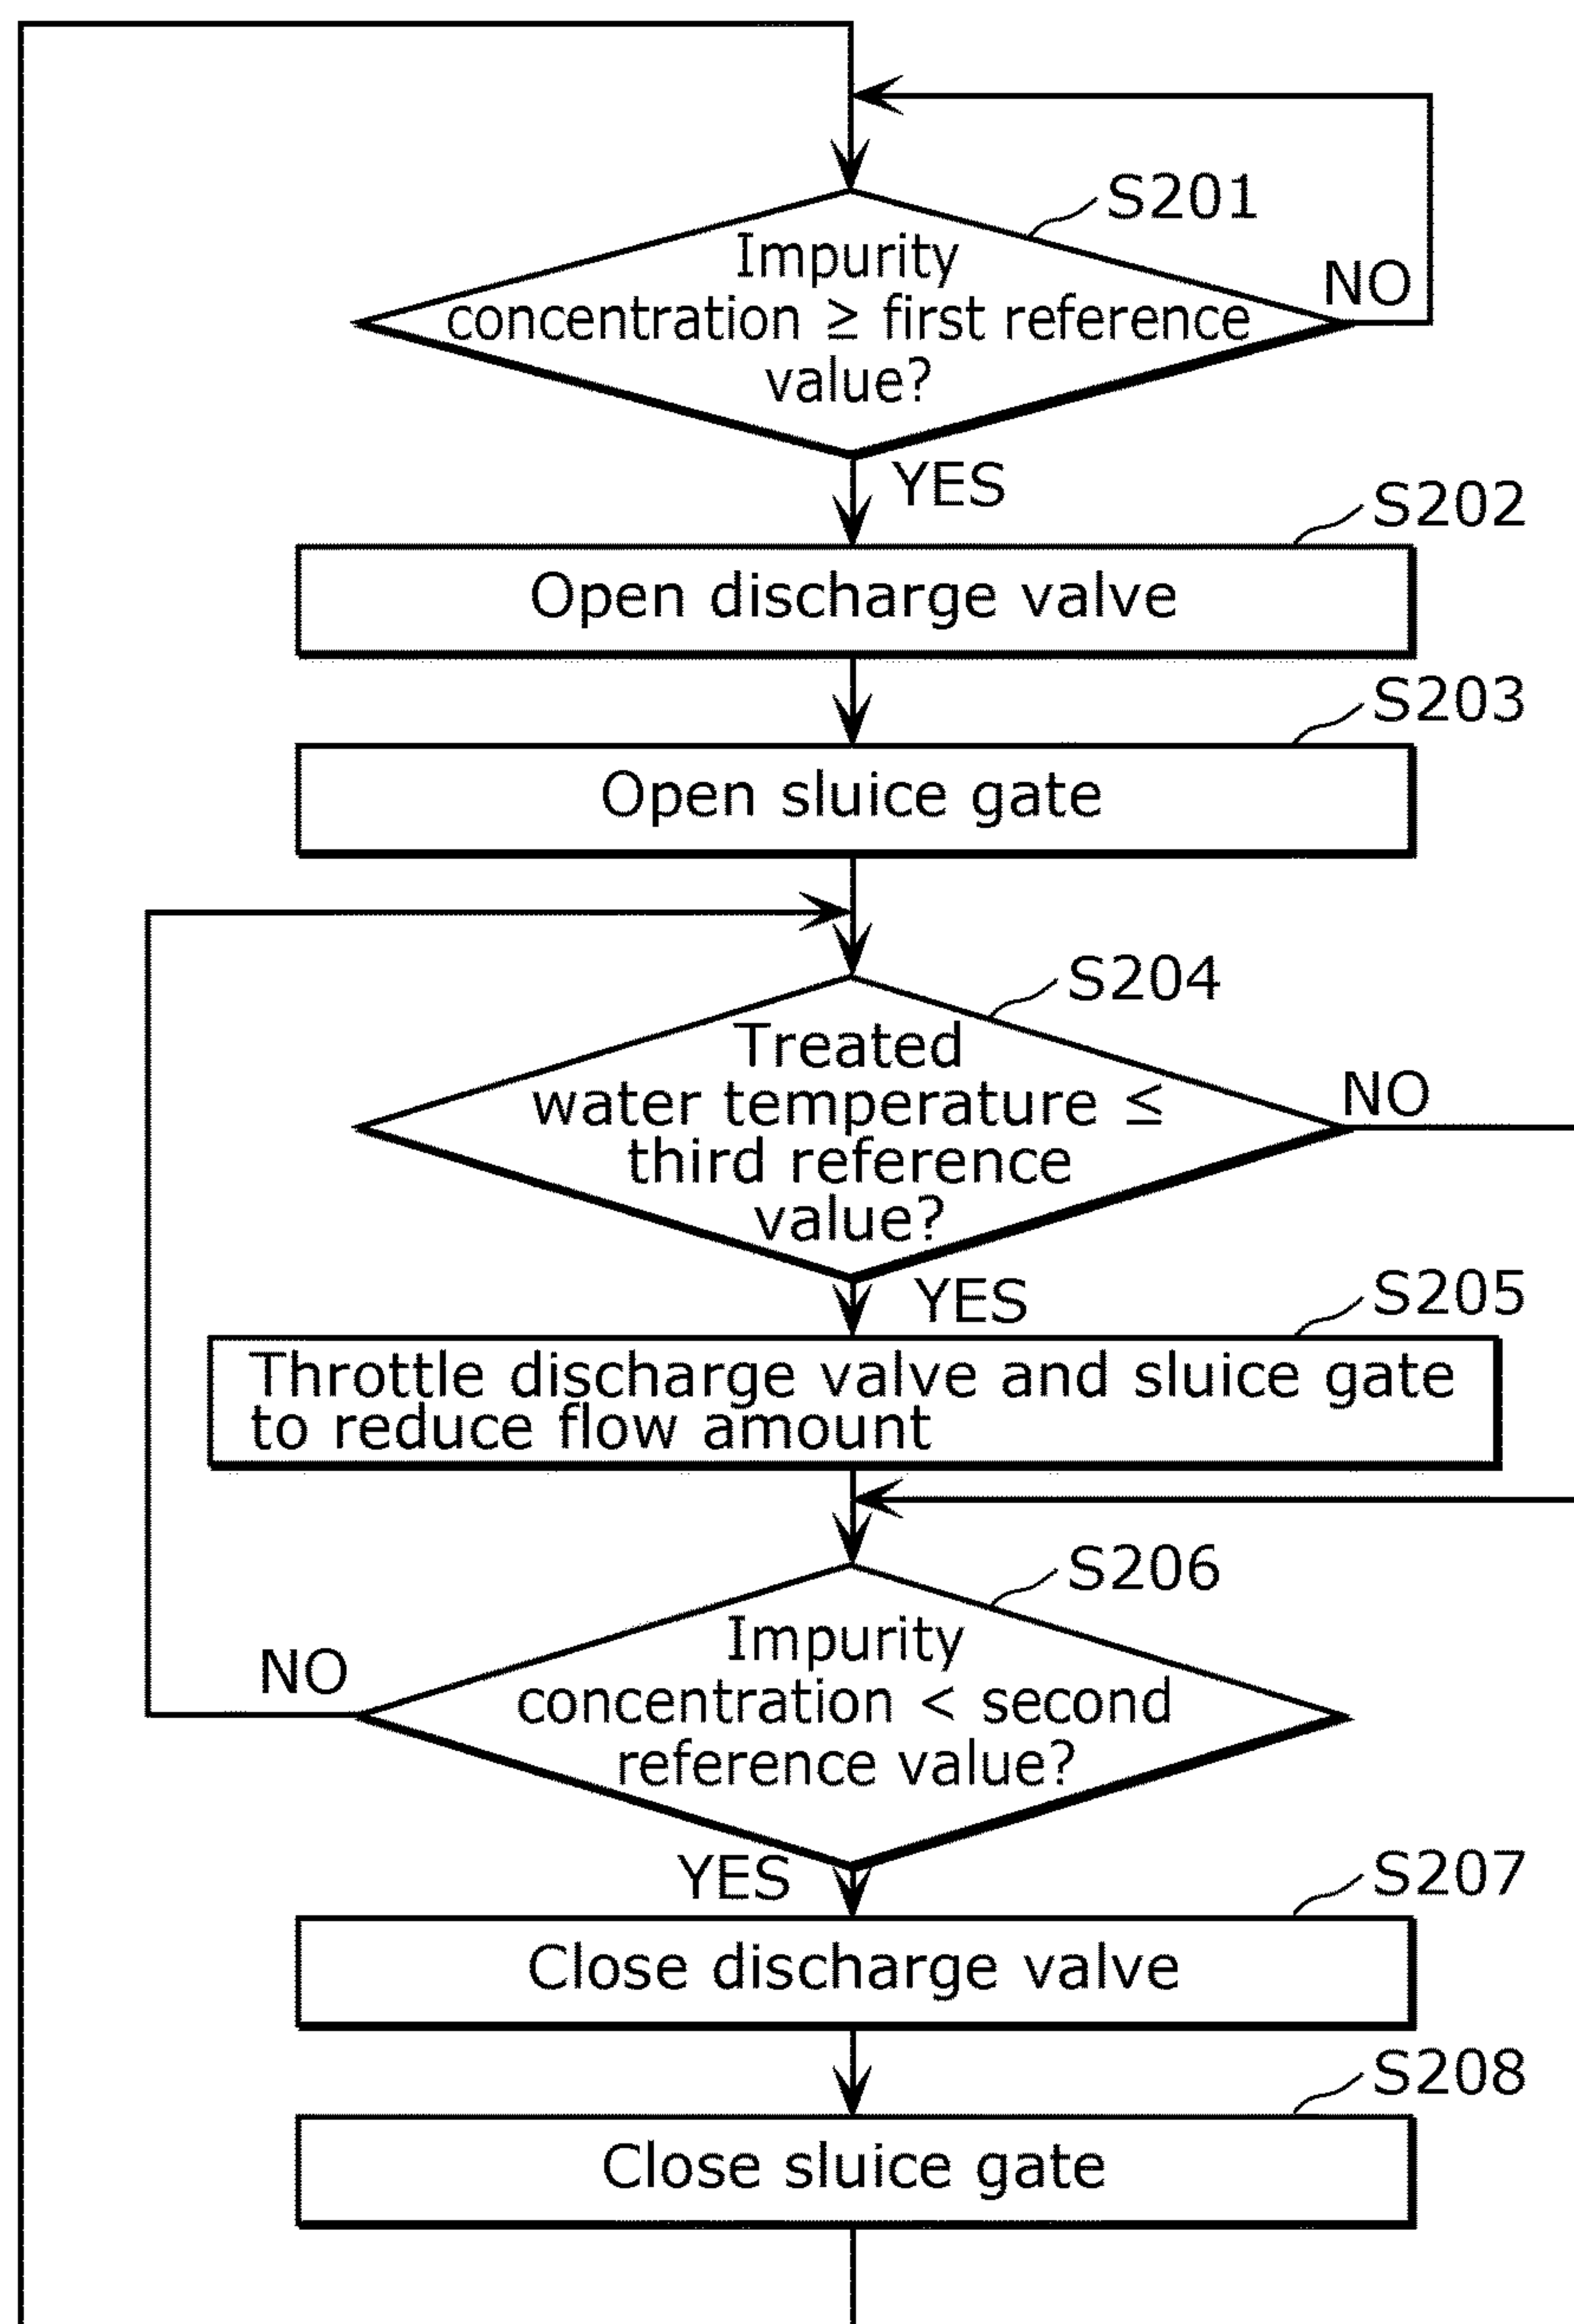 S201
Impurity
concentration ≥ first reference
value?
NO
YES
S202
Open discharge valve
S203
Open sluice gate
S204
Treated
water temperature ≤
third reference
value?
NO
YES
S205
Throttle discharge valve and sluice gate
to reduce flow amount
S206
Impurity
concentration < second
reference value?
NO
YES
S207
Close discharge valve
S208
Close sluice gate